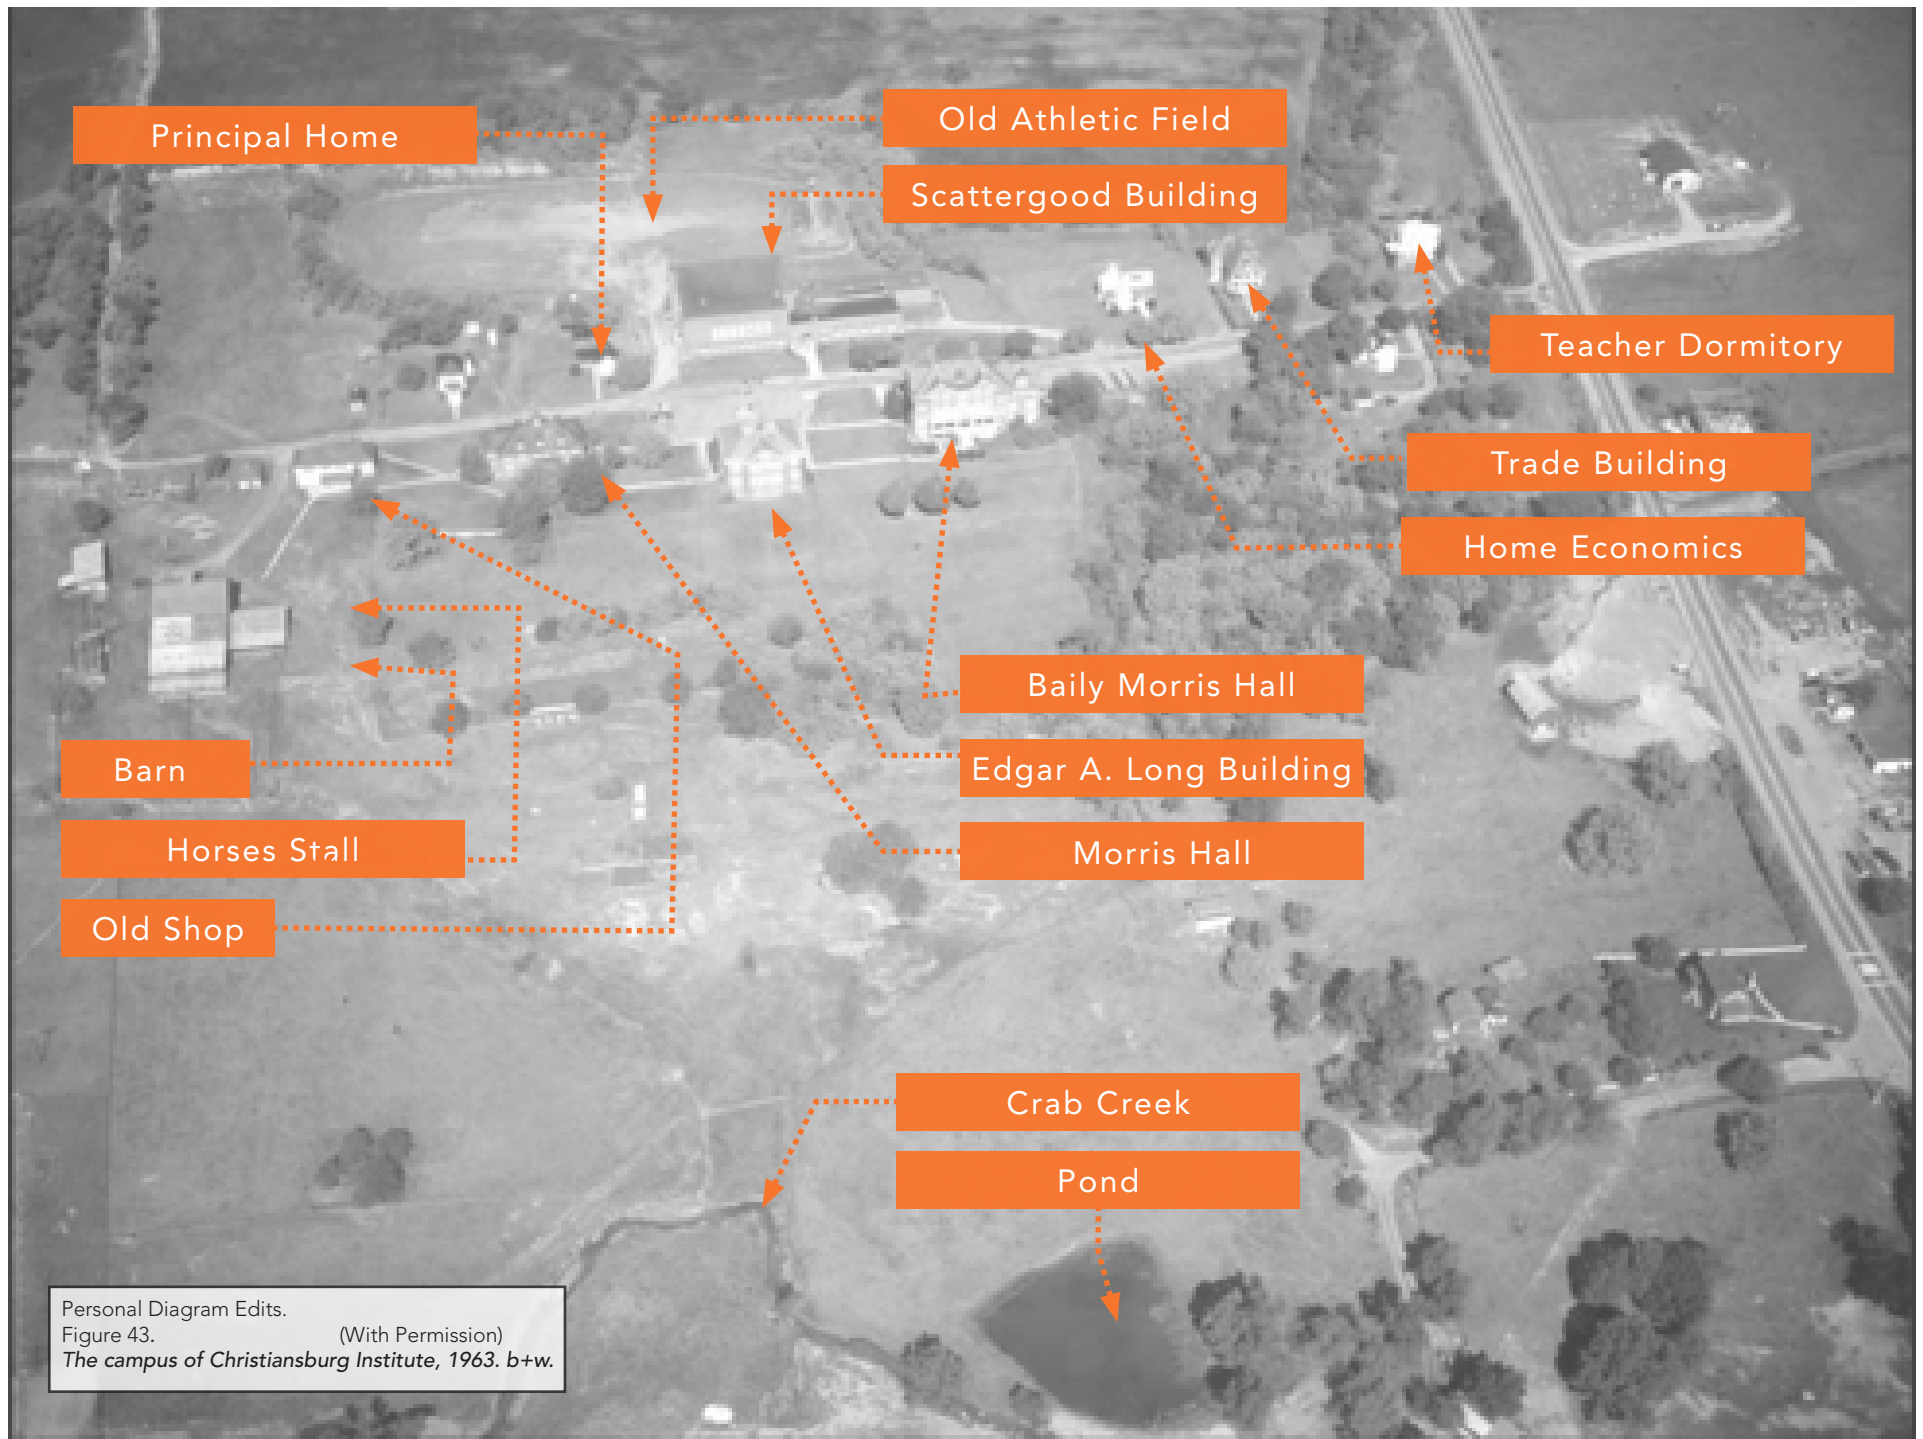 Principal Home
Old Athletic Field
Scattergood Building
Teacher Dormitory
Trade Building
Home Economics
Baily Morris Hall
Edgar A. Long Building
Morris Hall
Barn
Horses Stall
Old Shop
Crab Creek
Pond
Personal Diagram Edits.
Figure 43. (With Permission)
The campus of Christiansburg Institute, 1963. b+w.